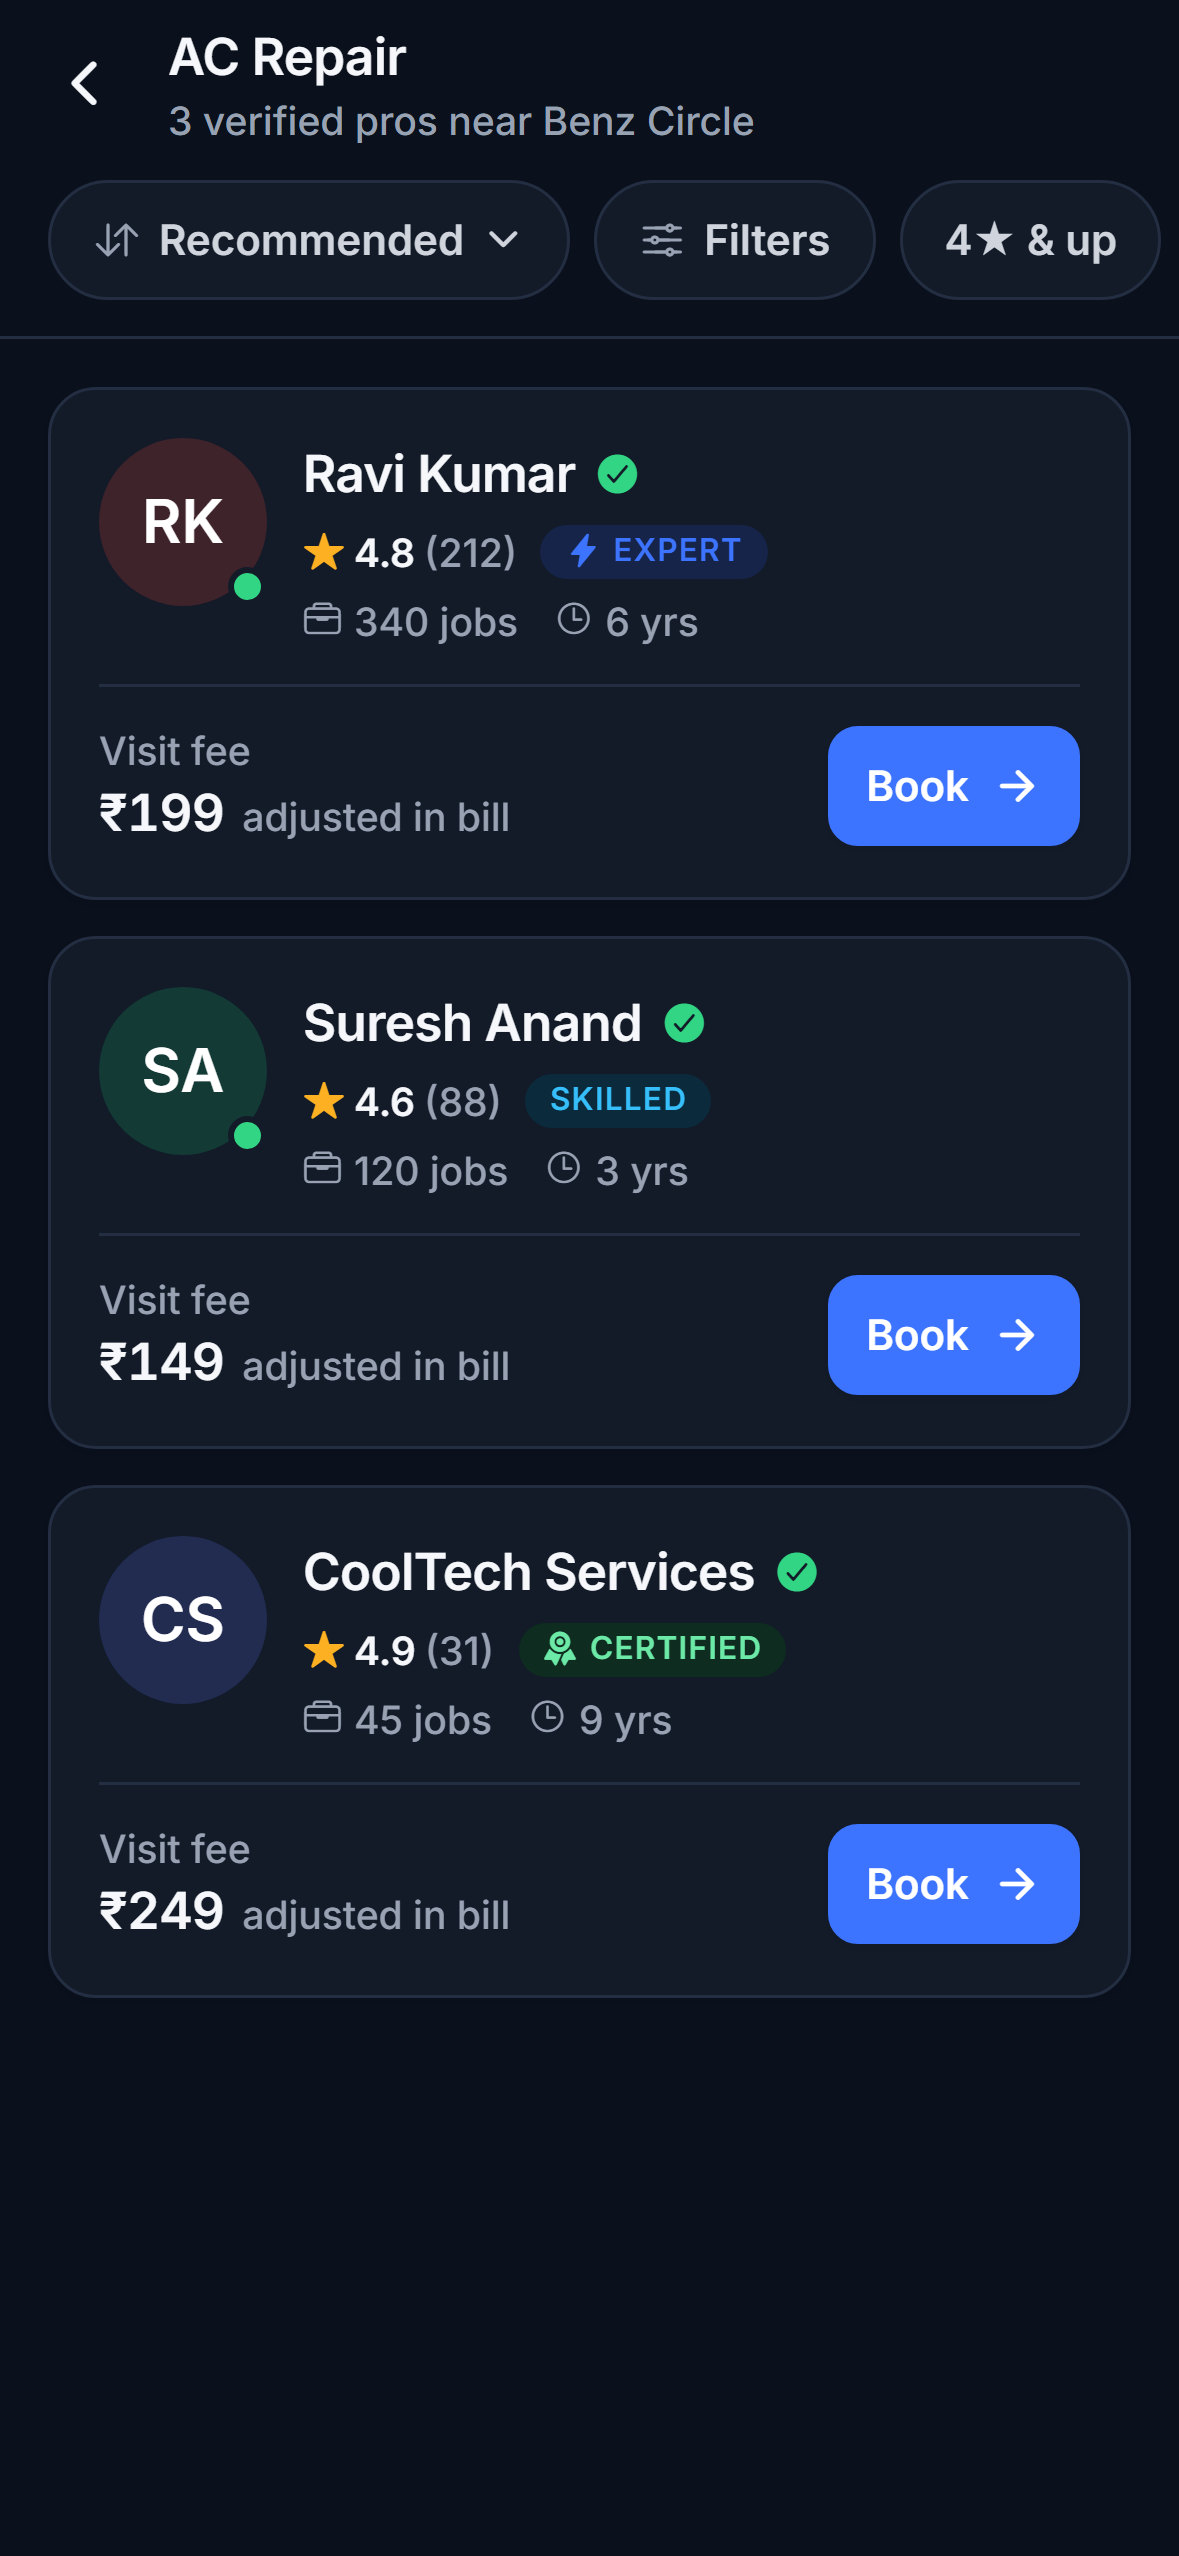 AC Repair
3 verified pros near Benz Circle
Recommended Filters 4★ & up
RK
Ravi Kumar
4.8 (212) EXPERT
340 jobs 6 yrs
Visit fee
₹199 adjusted in bill
Book →
SA
Suresh Anand
4.6 (88) SKILLED
120 jobs 3 yrs
Visit fee
₹149 adjusted in bill
Book →
CS
CoolTech Services
4.9 (31) CERTIFIED
45 jobs 9 yrs
Visit fee
₹249 adjusted in bill
Book →